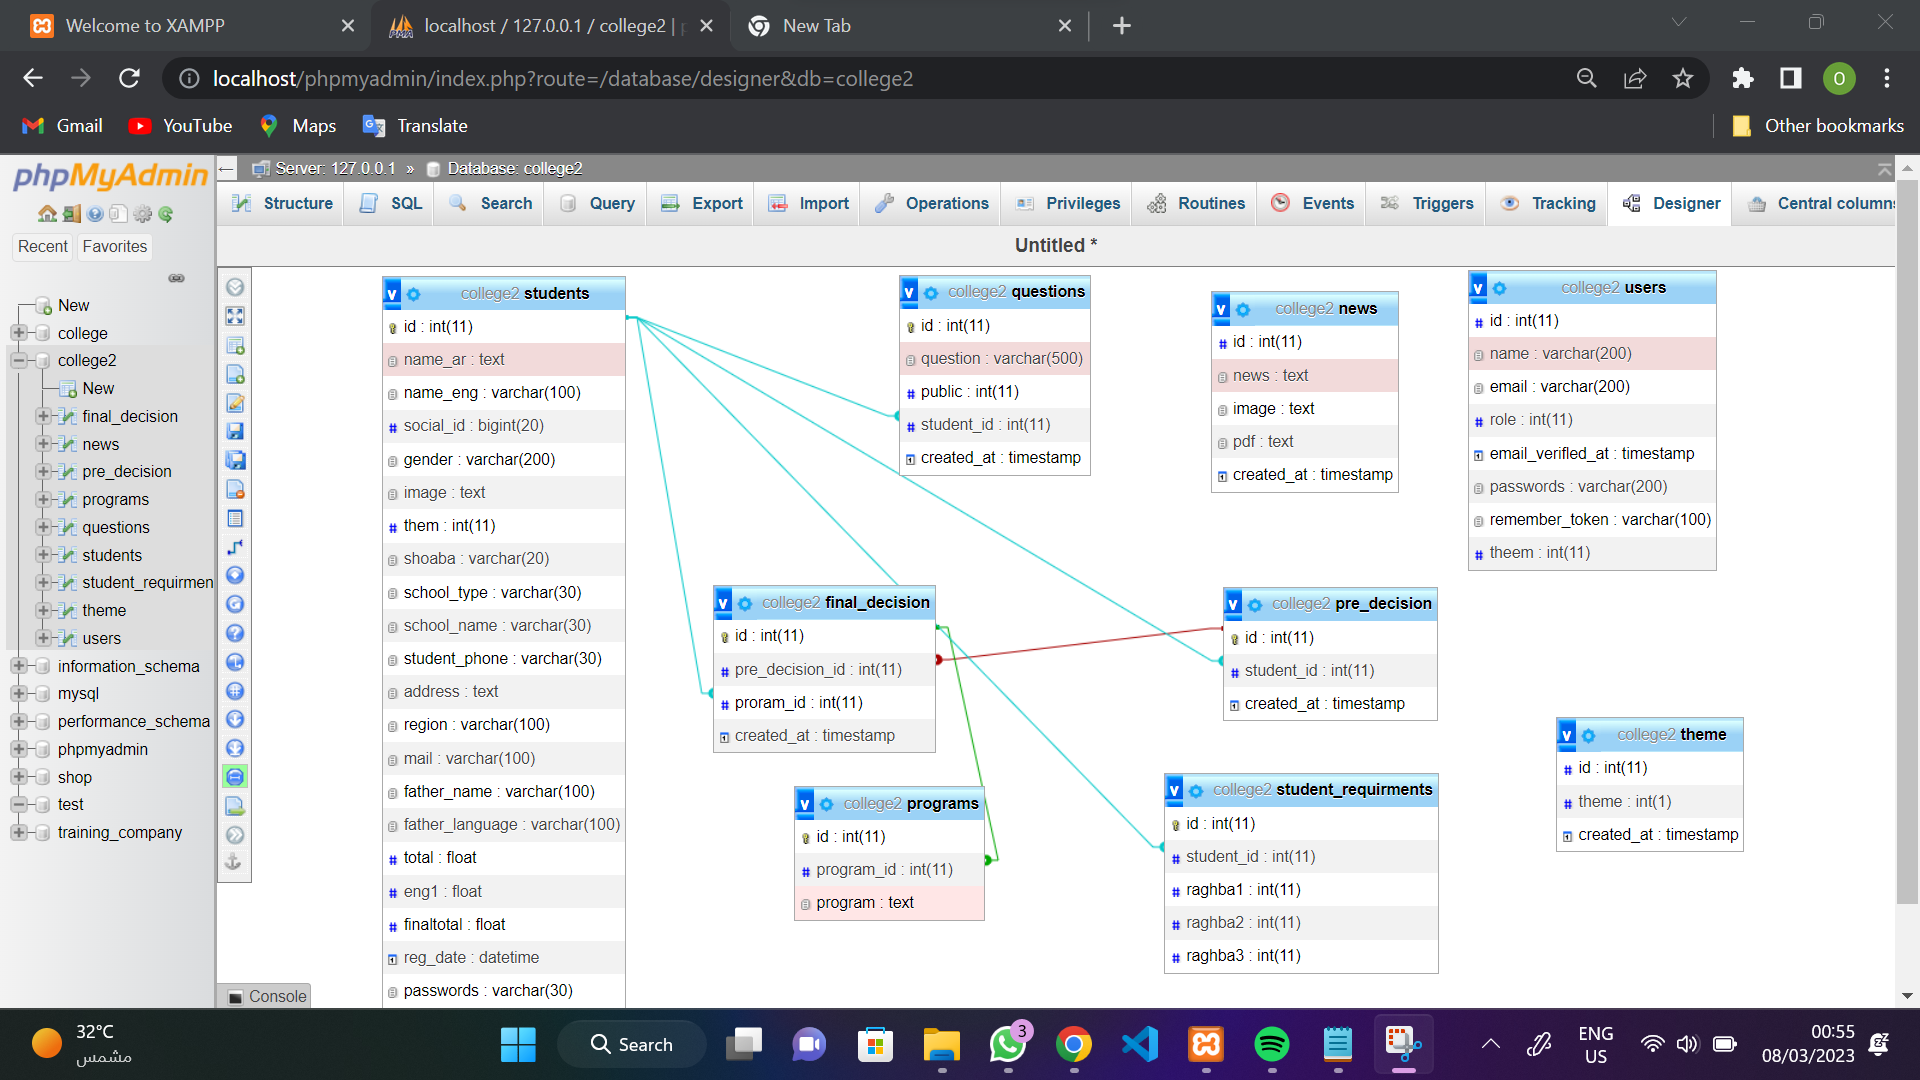 Welcome to XAMPP
localhost / 127.0.0.1 / college2 | p
New Tab
localhost/phpmyadmin/index.php?route=/database/designer&db=college2
O
Gmail
YouTube
Maps
Translate
Other bookmarks
phpMyAdmin
Server: 127.0.0.1 »
Database: college2
Structure
SQL
Search
Query
Export
Import
Operations
Privileges
Routines
Events
Triggers
Tracking
Designer
Central columns
Recent
Favorites
Untitled *
New
college
college2
New
final_decision
news
pre_decision
programs
questions
students
student_requirmen
theme
users
information_schema
mysql
performance_schema
phpmyadmin
shop
test
training_company
v college2 students
id : int(11)
name_ar : text
name_eng : varchar(100)
# social_id : bigint(20)
gender : varchar(200)
image : text
# them : int(11)
shoaba : varchar(20)
school_type : varchar(30)
school_name : varchar(30)
student_phone : varchar(30)
address : text
region : varchar(100)
mail : varchar(100)
father_name : varchar(100)
father_language : varchar(100)
# total : float
# eng1 : float
# finaltotal : float
reg_date : datetime
passwords : varchar(30)
v college2 questions
id : int(11)
question : varchar(500)
# public : int(11)
# student_id : int(11)
created_at : timestamp
v college2 news
# id : int(11)
news : text
image : text
pdf : text
created_at : timestamp
v college2 users
# id : int(11)
name : varchar(200)
email : varchar(200)
# role : int(11)
email_verified_at : timestamp
passwords : varchar(200)
remember_token : varchar(100)
# theem : int(11)
v college2 final_decision
id : int(11)
# pre_decision_id : int(11)
# proram_id : int(11)
created_at : timestamp
v college2 pre_decision
id : int(11)
# student_id : int(11)
created_at : timestamp
v college2 programs
id : int(11)
# program_id : int(11)
program : text
v college2 student_requirments
id : int(11)
# student_id : int(11)
# raghba1 : int(11)
# raghba2 : int(11)
# raghba3 : int(11)
v college2 theme
# id : int(11)
# theme : int(1)
created_at : timestamp
Console
32°C
مشمس
Search
3
ENG
US
00:55
08/03/2023